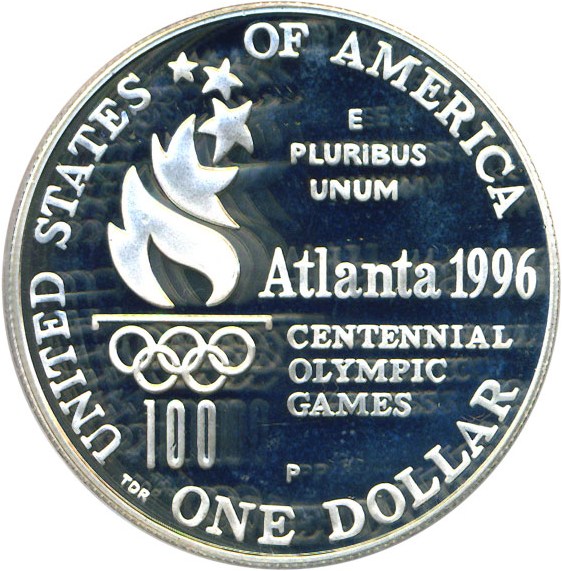 UNITED STATES OF AMERICA
E
PLURIBUS
UNUM
Atlanta 1996
CENTENNIAL
OLYMPIC
GAMES
100
P
TDR
ONE DOLLAR